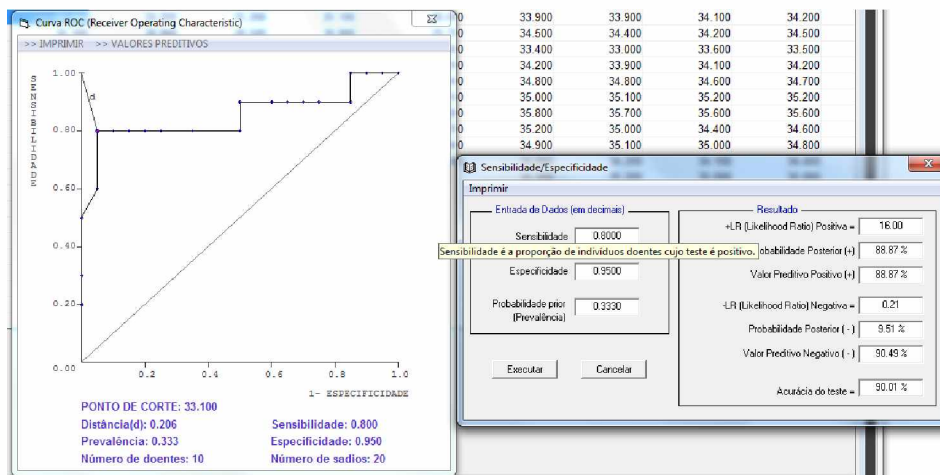 Curva ROC (Receiver Operating Characteristic)
>> IMPRIMIR >> VALORES PREDITIVOS
SENSIBILIDADE
1.00
d
0.80
0.60
0.40
0.20
0.00
0.2 0.4 0.6 0.8 1.0
1- ESPECIFICIDADE
PONTO DE CORTE: 33.100
Distância(d): 0.206 Sensibilidade: 0.800
Prevalência: 0.333 Especificidade: 0.950
Número de doentes: 10 Número de sadios: 20
33.900 33.900 34.100 34.200
34.500 34.400 34.200 34.500
33.400 33.000 33.600 33.500
34.200 33.900 34.100 34.200
34.800 34.800 34.600 34.700
35.000 35.100 35.200 35.200
35.800 35.700 35.600 35.600
35.200 35.000 34.400 34.600
34.900 35.100 35.000 34.800
Sensibilidade/Especificidade
Imprimir
Entrada de Dados (em decimais)
Sensibilidade 0.8000
Sensibilidade é a proporção de indivíduos doentes cujo teste é positivo.
Especificidade 0.9500
Probabilidade prior (Prevalência) 0.3330
Executar Cancelar
Resultado
+LR (Likelihood Ratio) Positiva = 16.00
obabilidade Posterior (+) 88.87 %
Valor Preditivo Positivo (+) 88.87 %
-LR (Likelihood Ratio) Negativa = 0.21
Probabilidade Posterior ( - ) 9.51 %
Valor Preditivo Negativo ( - ) 90.49 %
Acurácia do teste = 90.01 %